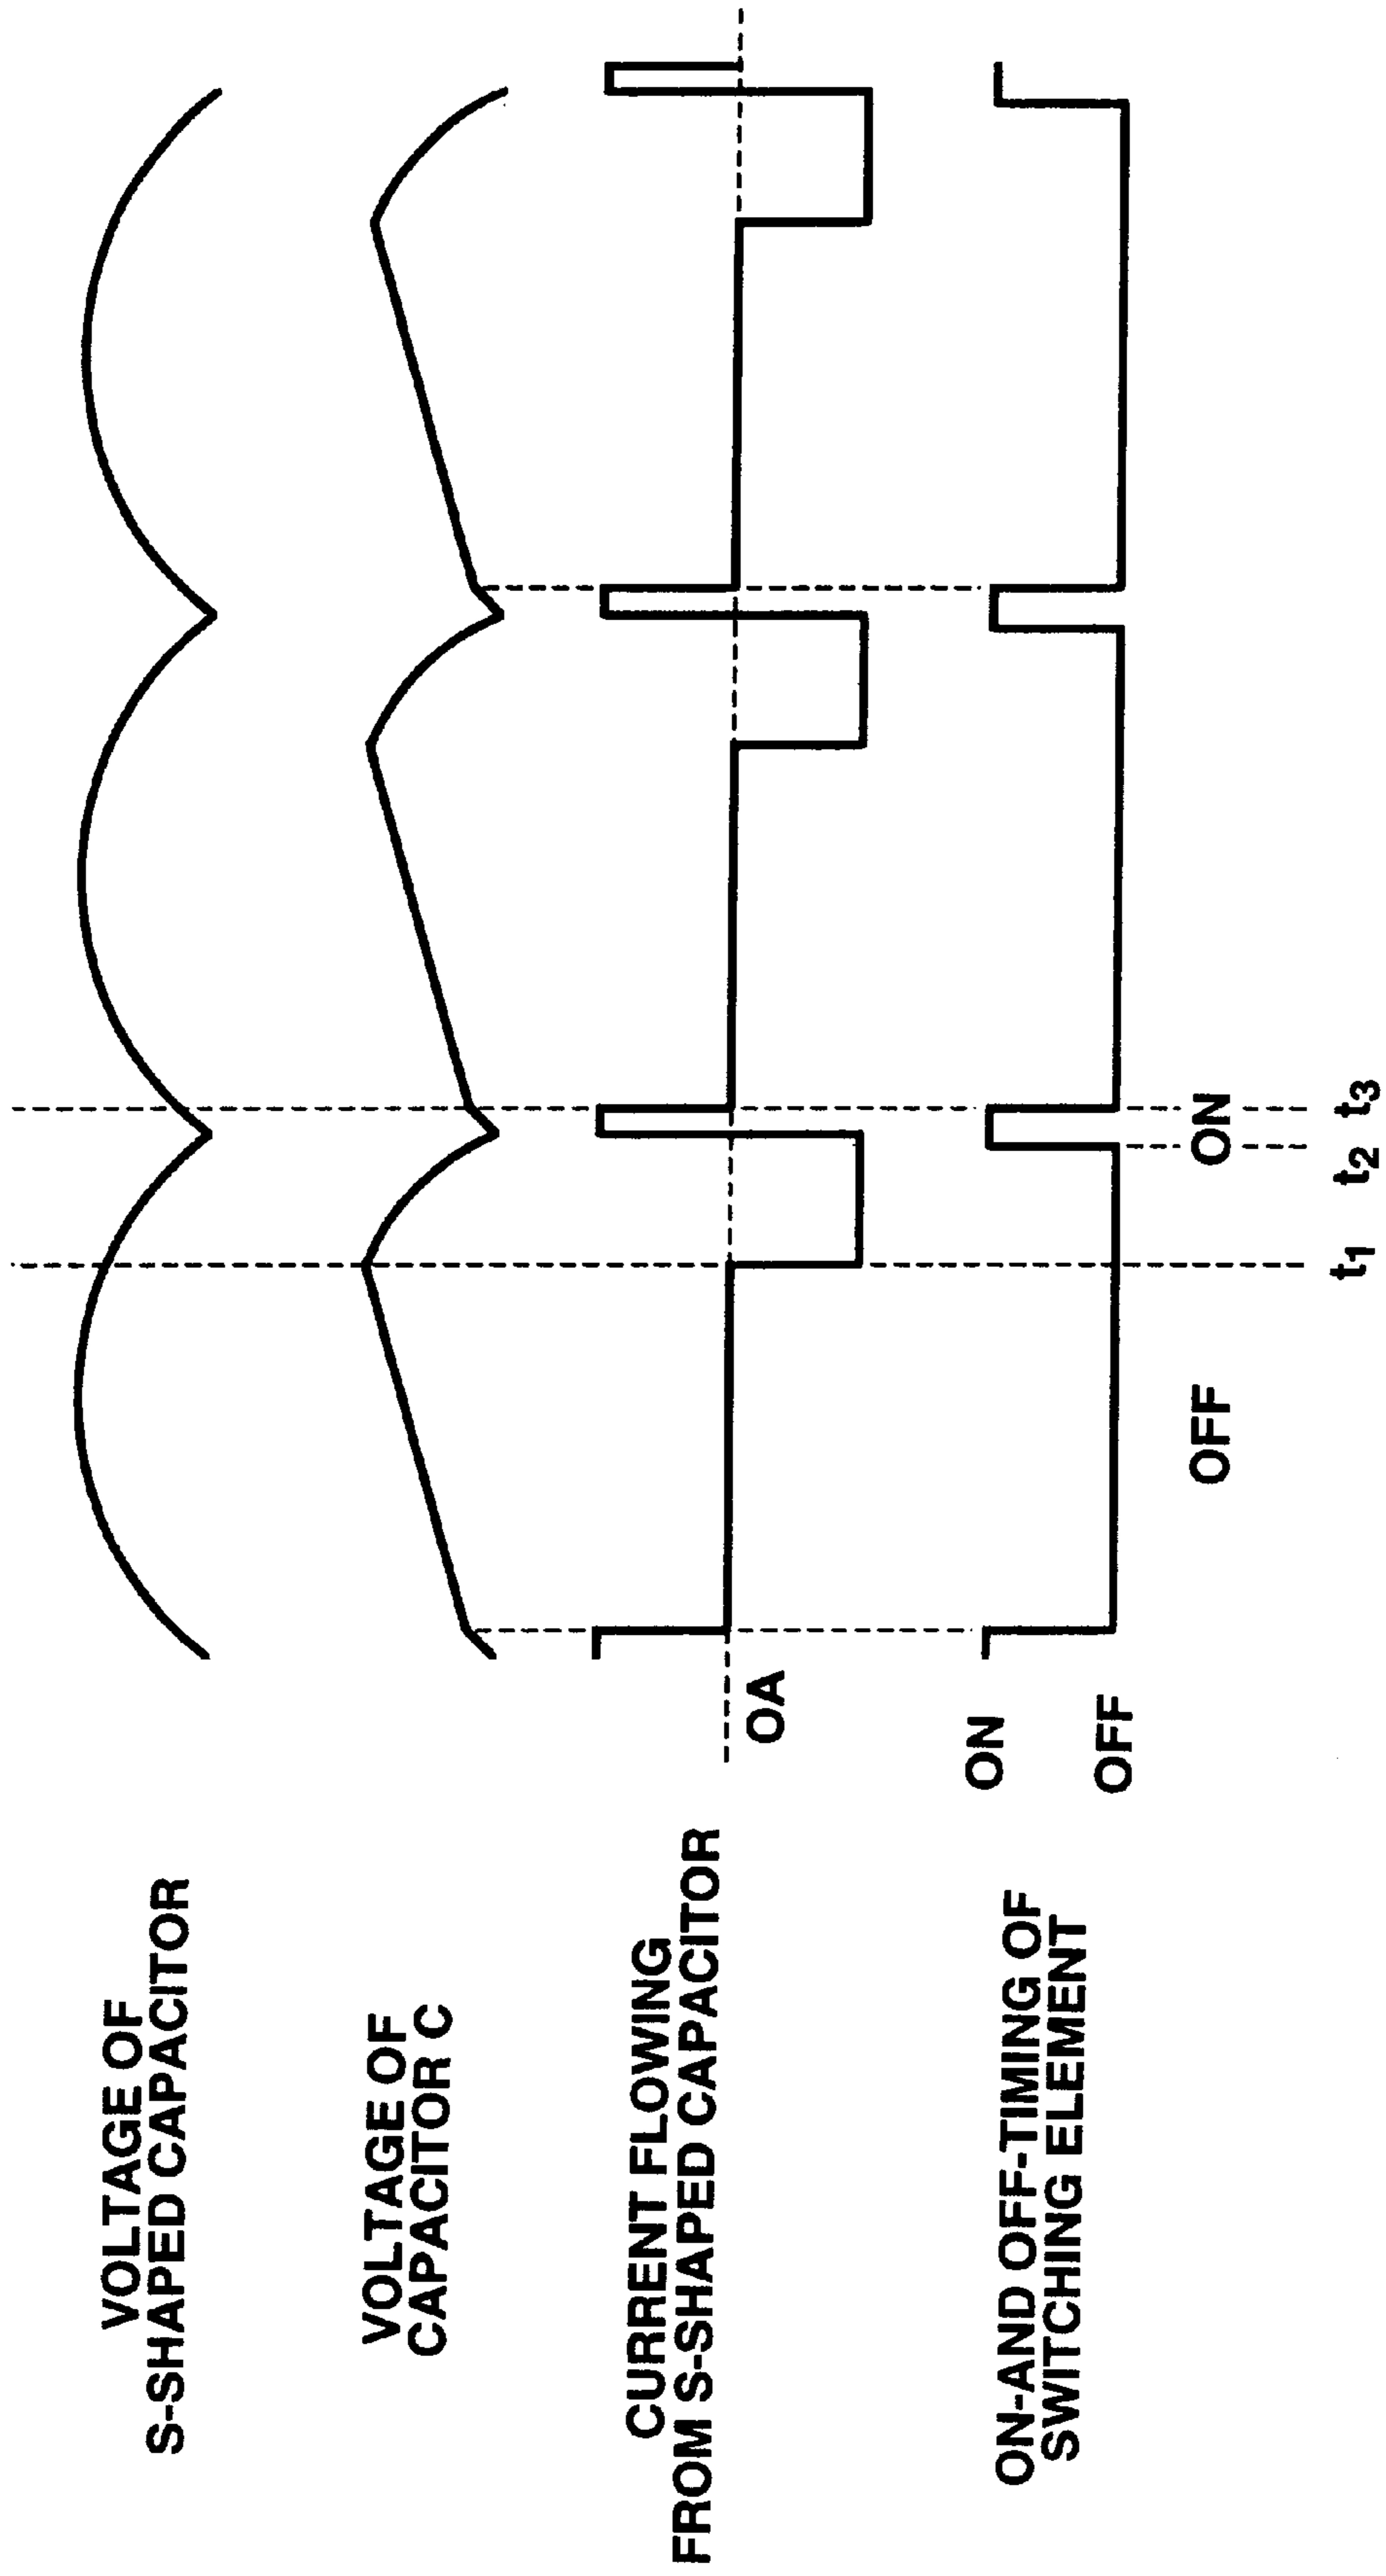 VOLTAGE OF
S-SHAPED CAPACITOR
VOLTAGE OF
CAPACITOR C
CURRENT FLOWING
FROM S-SHAPED CAPACITOR
OA
ON-AND OFF-TIMING OF
SWITCHING ELEMENT
ON
OFF
OFF
ON
t1
t2
t3